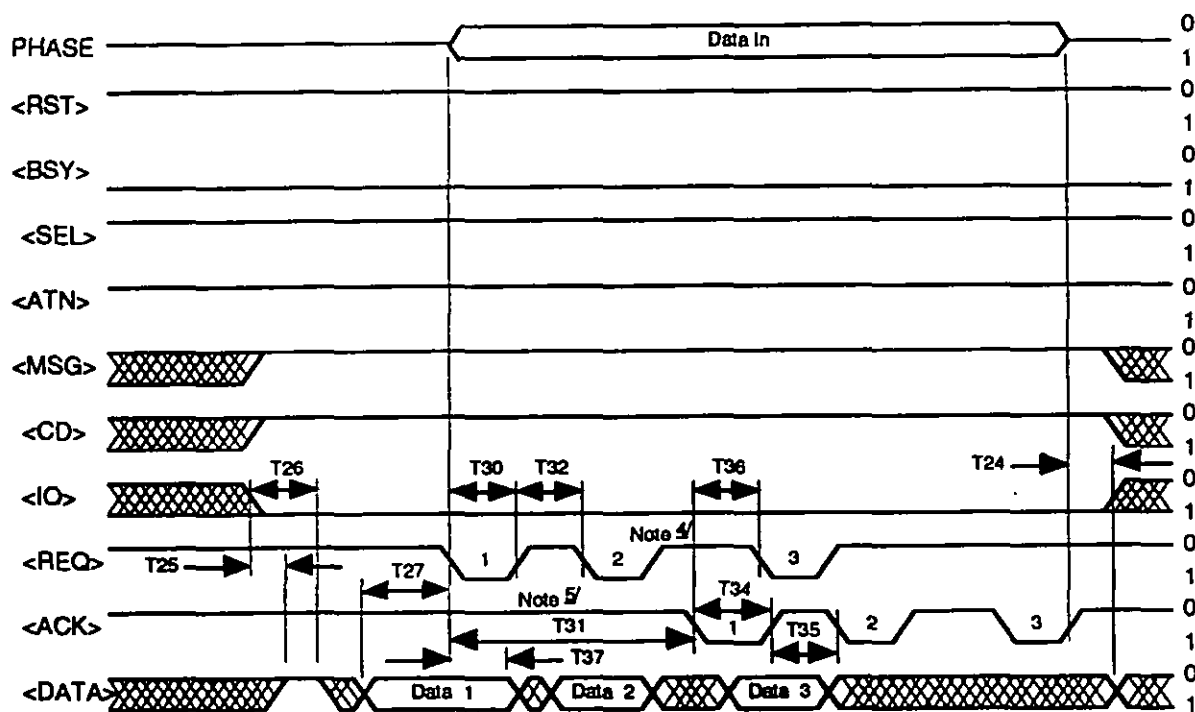 PHASE Data In 0
1
<RST> 0
1
<BSY> 0
1
<SEL> 0
1
<ATN> 0
1
<MSG> 0
1
<CD> 0
1
T26 T30 T32 T36 T24
<IO> 0
1
Note 4/
<REQ> 1 2 3 0
1
T25 T27
Note 5/ T34
<ACK> T31 1 T35 2 3 0
1
T37
<DATA> Data 1 Data 2 Data 3 0
1